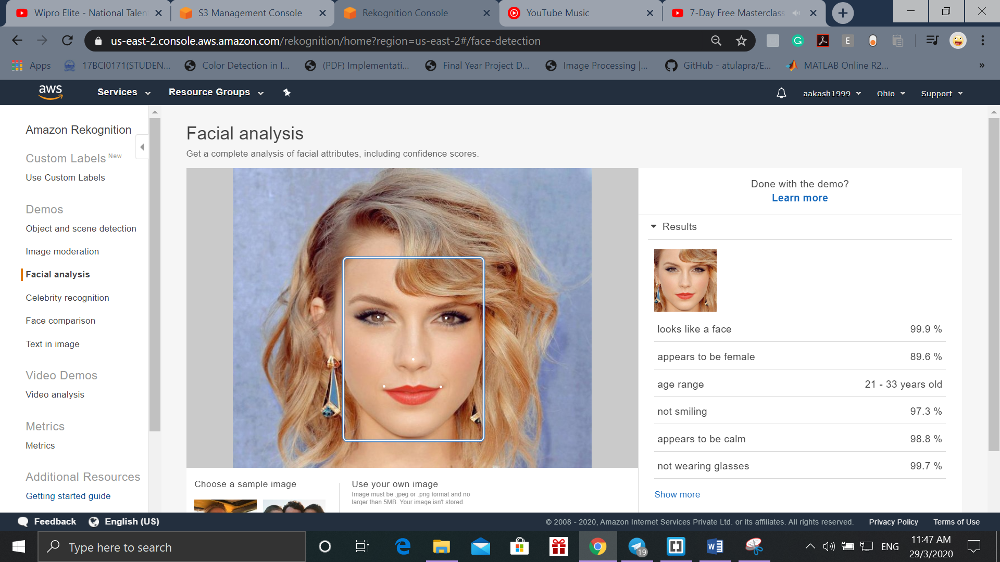 Wipro Elite - National Talen
S3 Management Console
Rekognition Console
YouTube Music
7-Day Free Masterclass
us-east-2.console.aws.amazon.com/rekognition/home?region=us-east-2#/face-detection
Apps
17BCI0171(STUDEN...
Color Detection in I...
(PDF) Implementati...
Final Year Project D...
Image Processing |...
GitHub - atulapra/E...
MATLAB Online R2...
»
aws
Services
Resource Groups
aakash1999
Ohio
Support
Amazon Rekognition
Custom Labels New
Use Custom Labels
Demos
Object and scene detection
Image moderation
Facial analysis
Celebrity recognition
Face comparison
Text in image
Video Demos
Video analysis
Metrics
Metrics
Additional Resources
Getting started guide
Facial analysis
Get a complete analysis of facial attributes, including confidence scores.
Done with the demo?
Learn more
Results
looks like a face 99.9 %
appears to be female 89.6 %
age range 21 - 33 years old
not smiling 97.3 %
appears to be calm 98.8 %
not wearing glasses 99.7 %
Show more
Choose a sample image
Use your own image
Image must be .jpeg or .png format and no
larger than 5MB. Your image isn't stored.
Feedback
English (US)
© 2008 - 2020, Amazon Internet Services Private Ltd. or its affiliates. All rights reserved.
Privacy Policy
Terms of Use
Type here to search
19
ENG
11:47 AM
29/3/2020